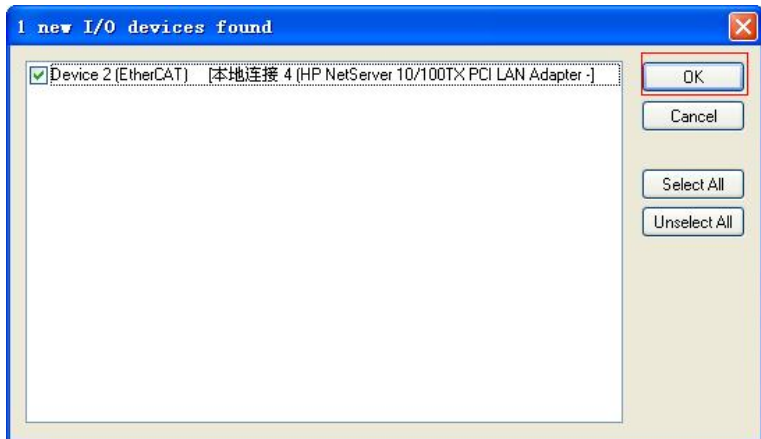 1 new I/O devices found
Device 2 (EtherCAT) [本地连接 4 (HP NetServer 10/100TX PCI LAN Adapter -]
OK
Cancel
Select All
Unselect All